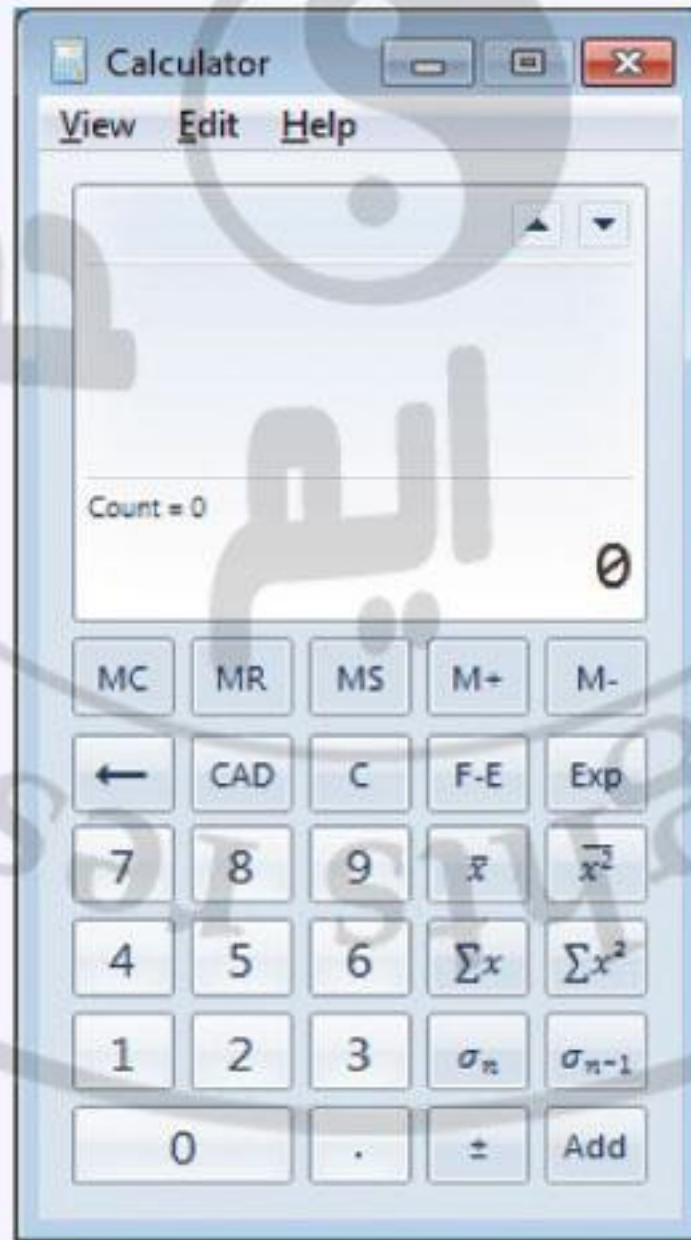 Calculator
View Edit Help
Count = 0
0
MC MR MS M+ M-
← CAD C F-E Exp
7 8 9 x̅ x̅²
4 5 6 ∑x ∑x²
1 2 3 σₙ σₙ₋₁
0 . ± Add